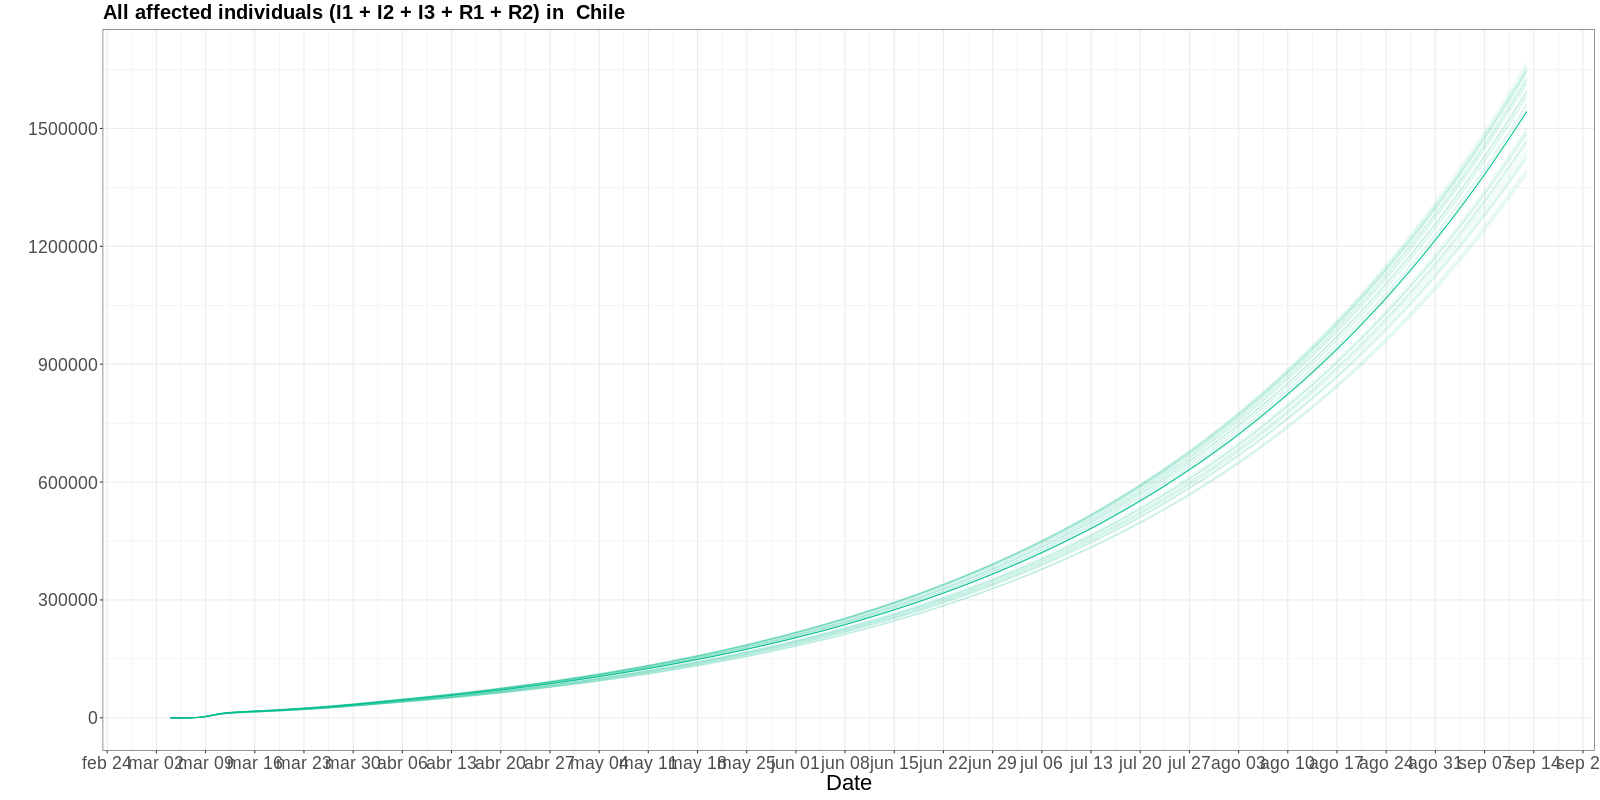 All affected individuals (I1 + I2 + I3 + R1 + R2) in  Chile
1500000
1200000
900000
600000
300000
0
feb 24 mar 02 mar 09 mar 16 mar 23 mar 30 abr 06 abr 13 abr 20 abr 27 may 04 may 11 may 18 may 25 jun 01 jun 08 jun 15 jun 22 jun 29 jul 06 jul 13 jul 20 jul 27 ago 03 ago 10 ago 17 ago 24 ago 31 sep 07 sep 14 sep 2
Date